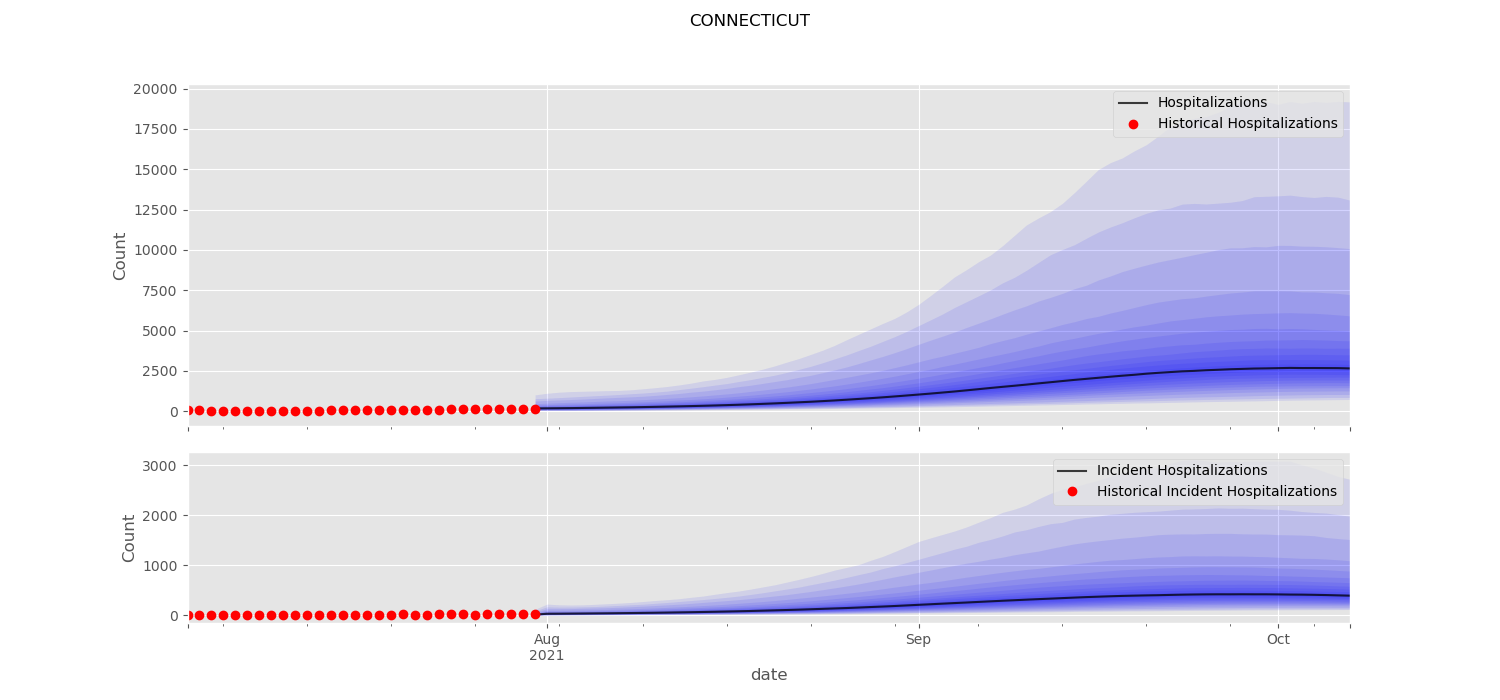 CONNECTICUT
20000
17500
15000
12500
10000
7500
5000
2500
0
Count
Hospitalizations
Historical Hospitalizations
3000
2000
1000
0
Count
Incident Hospitalizations
Historical Incident Hospitalizations
Aug
2021
Sep
Oct
date